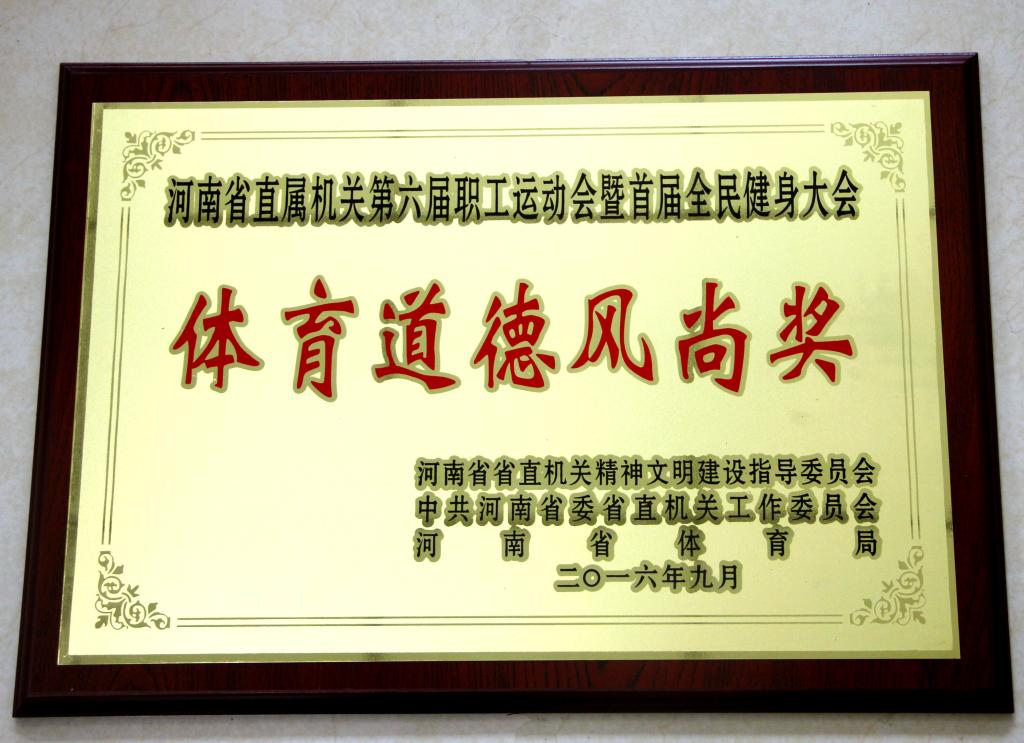 河南省直属机关第六届职工运动会暨首届全民健身大会
体育道德风尚奖
河南省省直机关精神文明建设指导委员会
中共河南省委省直机关工作委员会
河南省体育局
二〇一六年九月